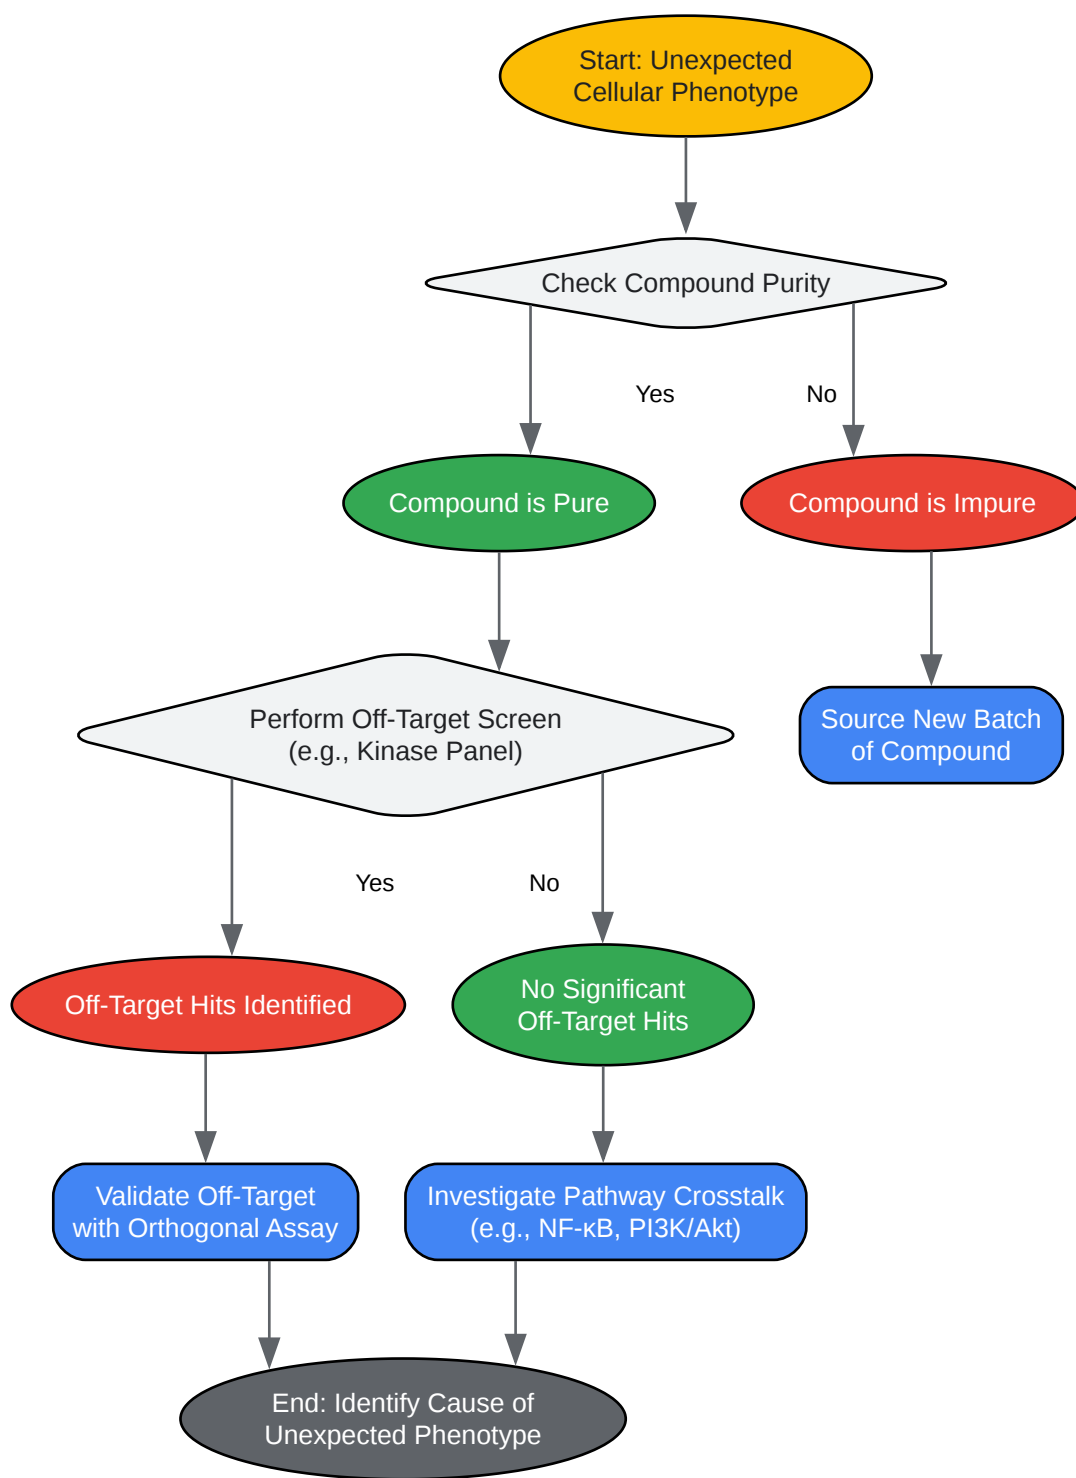 Start: Unexpected
Cellular Phenotype
Check Compound Purity
Yes
No
Compound is Pure
Compound is Impure
Perform Off-Target Screen
(e.g., Kinase Panel)
Source New Batch
of Compound
Yes
No
Off-Target Hits Identified
No Significant
Off-Target Hits
Validate Off-Target
with Orthogonal Assay
Investigate Pathway Crosstalk
(e.g., NF-κB, PI3K/Akt)
End: Identify Cause of
Unexpected Phenotype